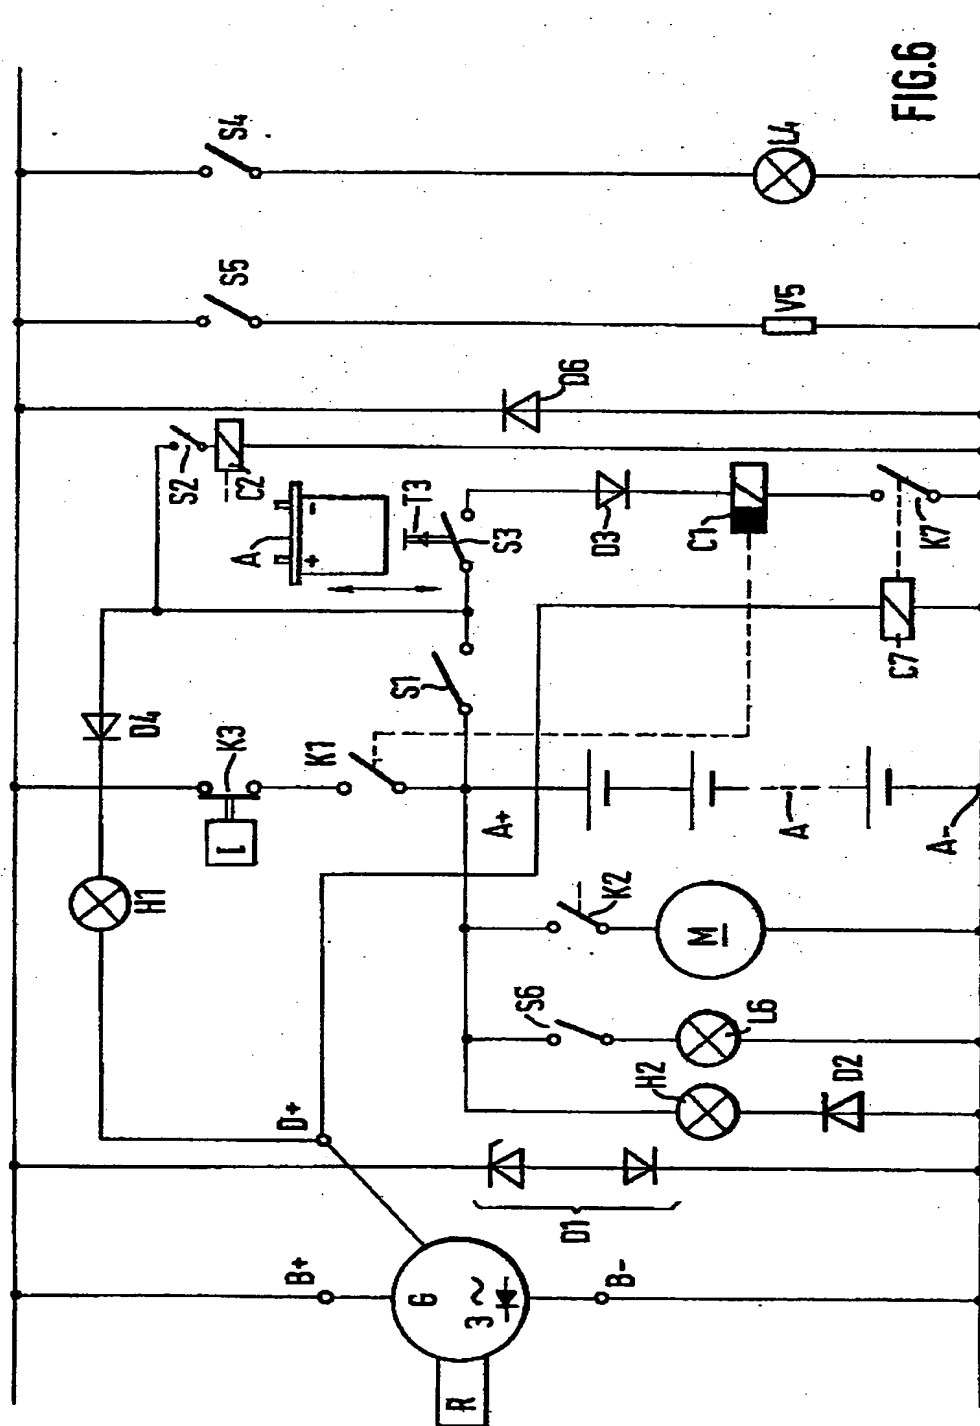 FIG.6
S4
L4
S5
V5
D6
S2
C2
A
+
-
T3
S3
D3
C1
K7
C7
S1
D4
K3
K1
A+
A
A-
H1
K2
M
S6
L6
H2
D2
D+
D1
B+
B-
G
3 ~
R